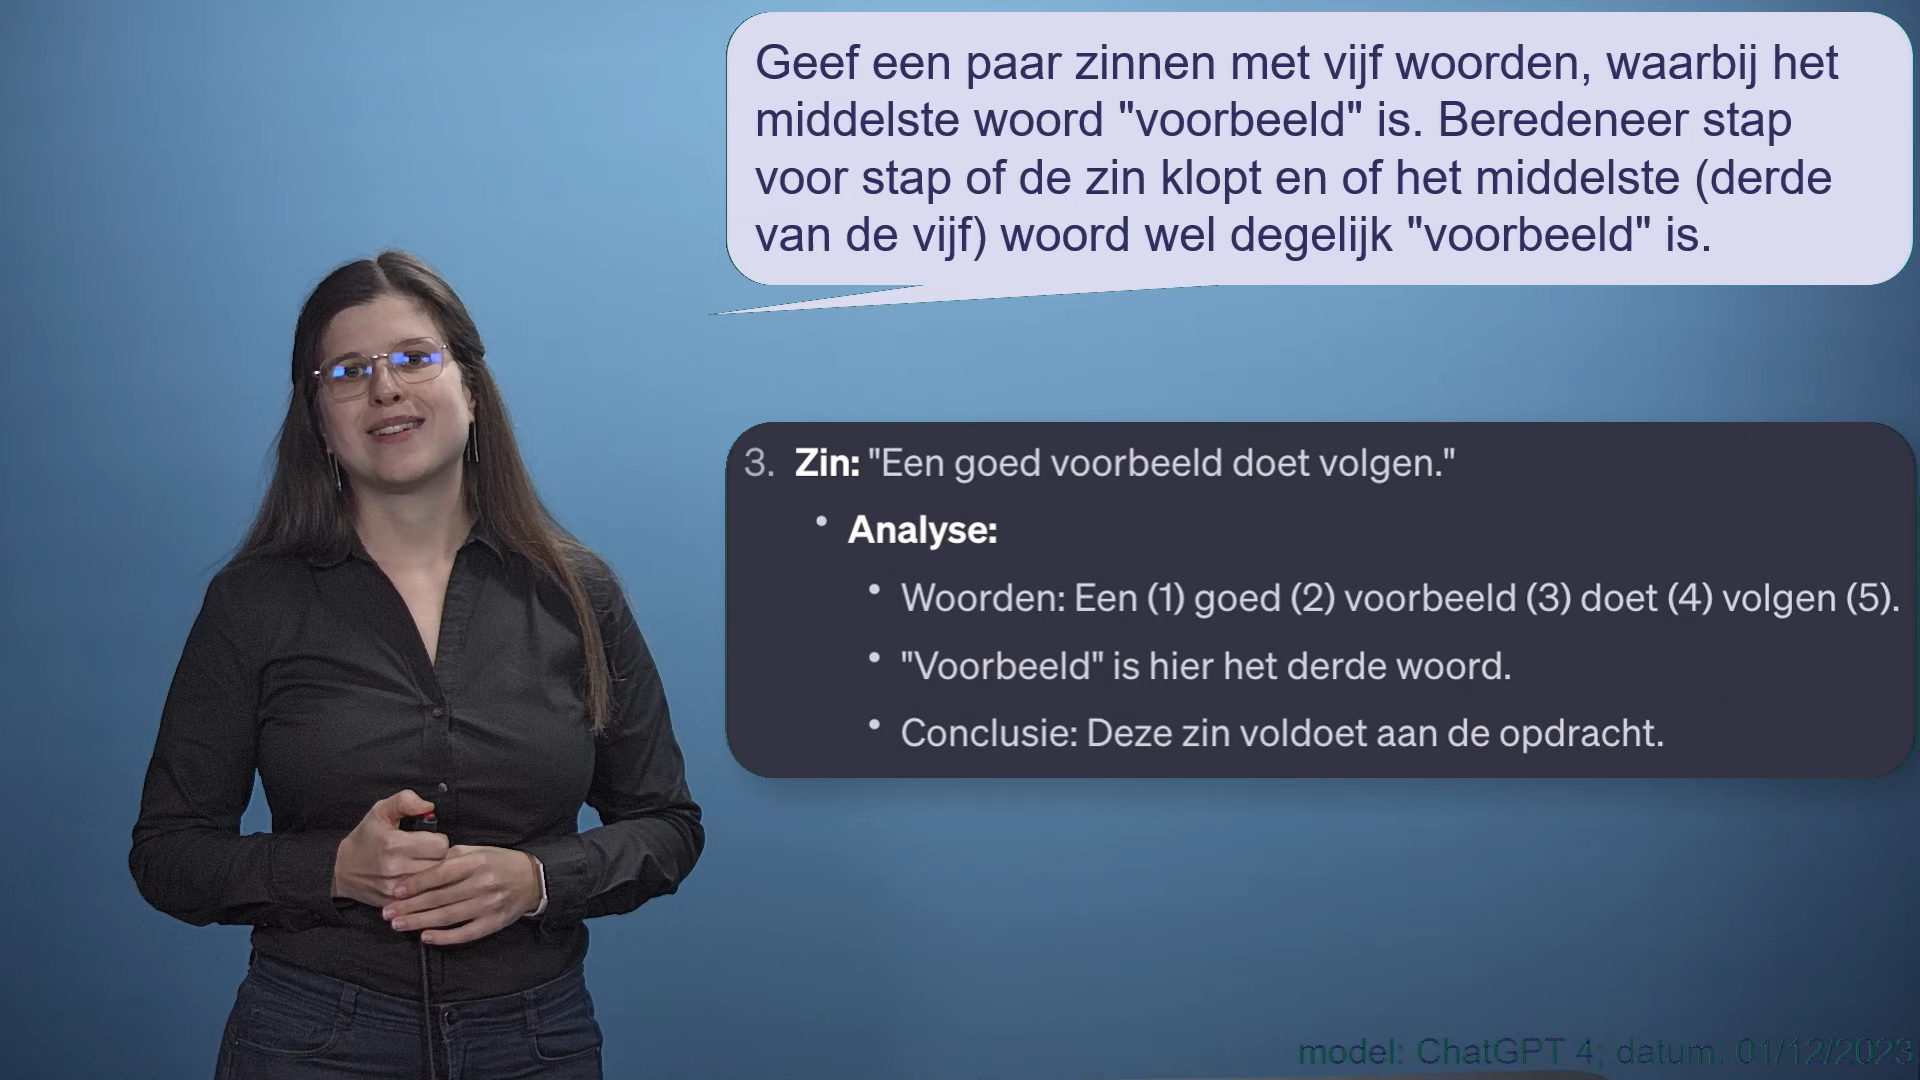 Geef een paar zinnen met vijf woorden, waarbij het
middelste woord "voorbeeld" is. Beredeneer stap
voor stap of de zin klopt en of het middelste (derde
van de vijf) woord wel degelijk "voorbeeld" is.
3. Zin: "Een goed voorbeeld doet volgen."
• Analyse:
• Woorden: Een (1) goed (2) voorbeeld (3) doet (4) volgen (5).
• "Voorbeeld" is hier het derde woord.
• Conclusie: Deze zin voldoet aan de opdracht.
model: ChatGPT 4; datum: 01/12/2023